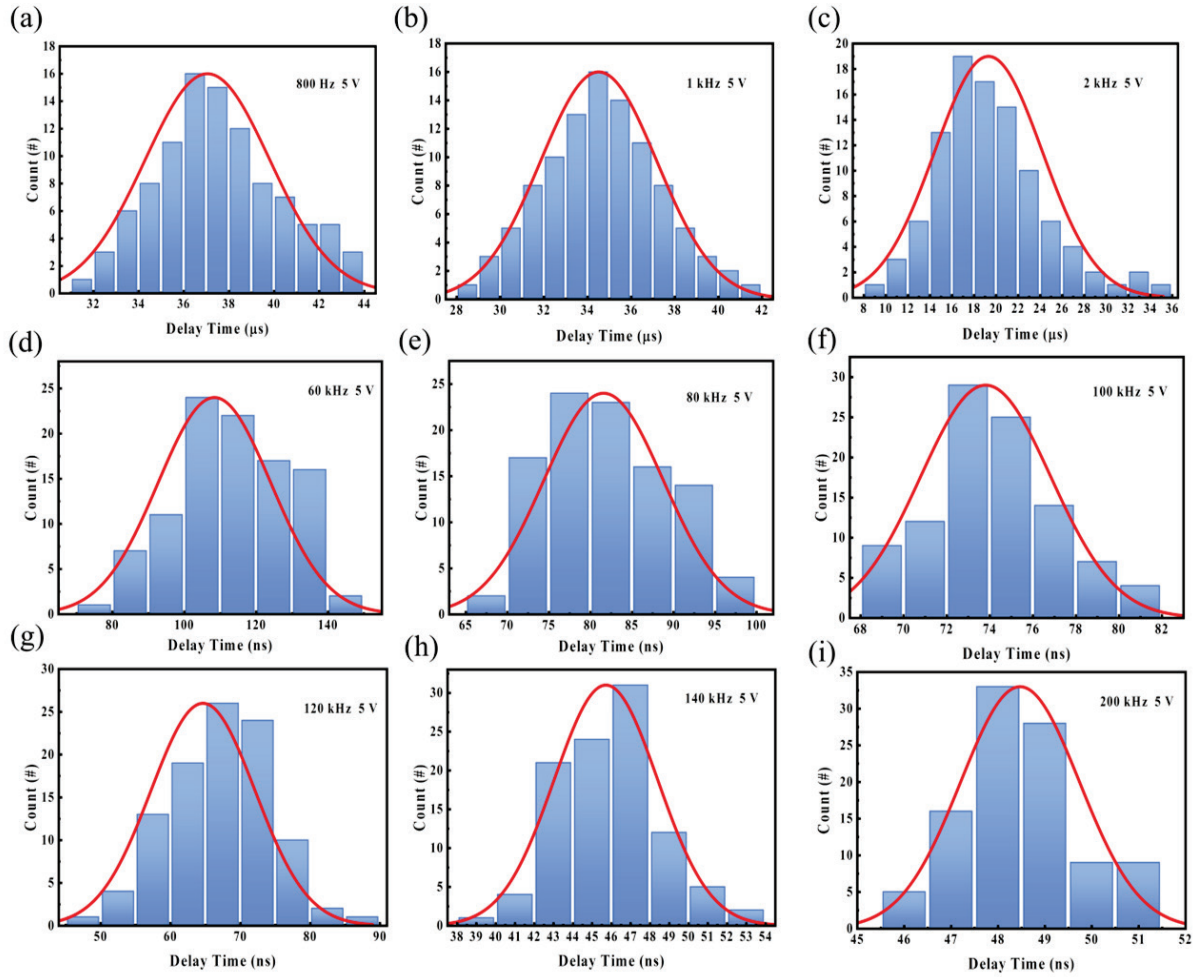 (a)
18
16
14
12
10
8
6
4
2
0
Count (#)
800 Hz 5 V
32 34 36 38 40 42 44
Delay Time (μs)
(b)
18
16
14
12
10
8
6
4
2
0
Count (#)
1 kHz 5 V
28 30 32 34 36 38 40 42
Delay Time (μs)
(c)
20
18
16
14
12
10
8
6
4
2
0
Count (#)
2 kHz 5 V
8 10 12 14 16 18 20 22 24 26 28 30 32 34 36
Delay Time (μs)
(d)
25
20
15
10
5
0
Count (#)
60 kHz 5 V
80 100 120 140
Delay Time (ns)
(e)
25
20
15
10
5
0
Count (#)
80 kHz 5 V
65 70 75 80 85 90 95 100
Delay Time (ns)
(f)
30
25
20
15
10
5
0
Count (#)
100 kHz 5 V
68 70 72 74 76 78 80 82
Delay Time (ns)
(g)
30
25
20
15
10
5
0
Count (#)
120 kHz 5 V
50 60 70 80 90
Delay Time (ns)
(h)
30
25
20
15
10
5
0
Count (#)
140 kHz 5 V
38 39 40 41 42 43 44 45 46 47 48 49 50 51 52 53 54
Delay Time (ns)
(i)
35
30
25
20
15
10
5
0
Count (#)
200 kHz 5 V
45 46 47 48 49 50 51 52
Delay Time (ns)